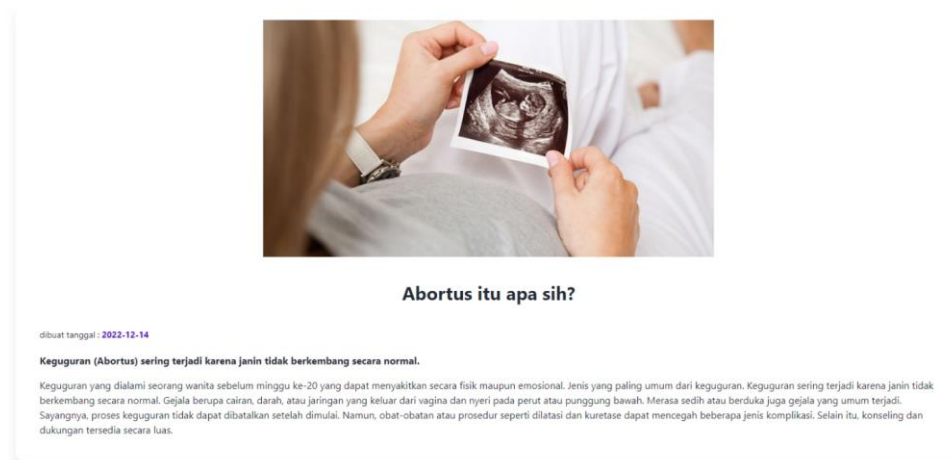 Abortus itu apa sih?
dibuat tanggal : 2022-12-14
Keguguran (Abortus) sering terjadi karena janin tidak berkembang secara normal.
Keguguran yang dialami seorang wanita sebelum minggu ke-20 yang dapat menyakitkan secara fisik maupun emosional. Jenis yang paling umum dari keguguran. Keguguran sering terjadi karena janin tidak
berkembang secara normal. Gejala berupa cairan, darah, atau jaringan yang keluar dari vagina dan nyeri pada perut atau punggung bawah. Merasa sedih atau berduka juga gejala yang umum terjadi.
Sayangnya, proses keguguran tidak dapat dibatalkan setelah dimulai. Namun, obat-obatan atau prosedur seperti dilatasi dan kuretase dapat mencegah beberapa jenis komplikasi. Selain itu, konseling dan
dukungan tersedia secara luas.